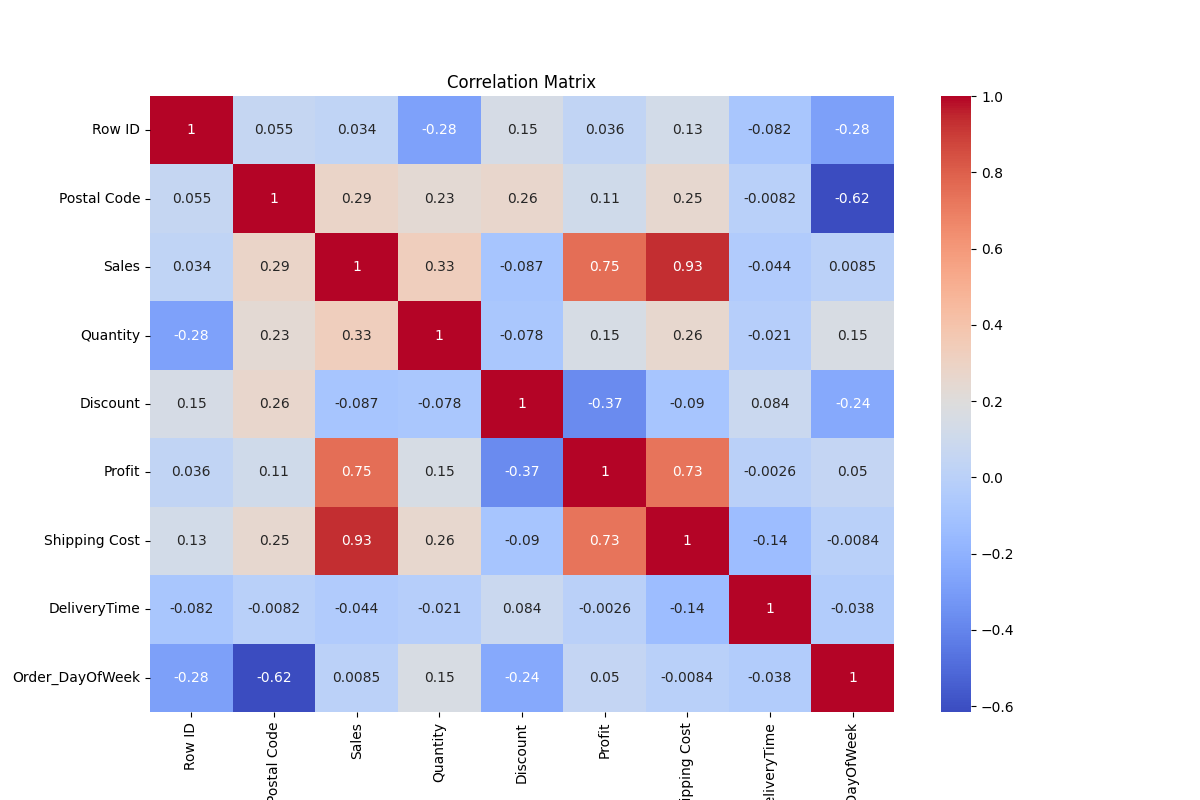 Correlation Matrix
Row ID 1 0.055 0.034 -0.28 0.15 0.036 0.13 -0.082 -0.28
Postal Code 0.055 1 0.29 0.23 0.26 0.11 0.25 -0.0082 -0.62
Sales 0.034 0.29 1 0.33 -0.087 0.75 0.93 -0.044 0.0085
Quantity -0.28 0.23 0.33 1 -0.078 0.15 0.26 -0.021 0.15
Discount 0.15 0.26 -0.087 -0.078 1 -0.37 -0.09 0.084 -0.24
Profit 0.036 0.11 0.75 0.15 -0.37 1 0.73 -0.0026 0.05
Shipping Cost 0.13 0.25 0.93 0.26 -0.09 0.73 1 -0.14 -0.0084
DeliveryTime -0.082 -0.0082 -0.044 -0.021 0.084 -0.0026 -0.14 1 -0.038
Order_DayOfWeek -0.28 -0.62 0.0085 0.15 -0.24 0.05 -0.0084 -0.038 1
Row ID
Postal Code
Sales
Quantity
Discount
Profit
ipping Cost
eliveryTime
DayOfWeek
1.0
0.8
0.6
0.4
0.2
0.0
−0.2
−0.4
−0.6